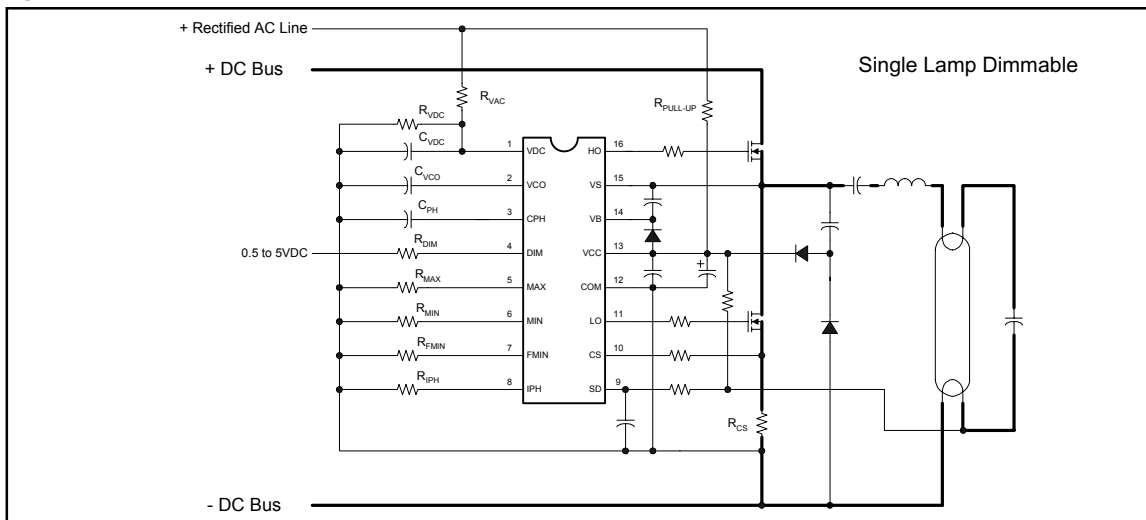 + Rectified AC Line
+ DC Bus
Single Lamp Dimmable
RVAC
RPULL-UP
RVDC
CVDC
1 VDC HO 16
CVCO
2 VCO VS 15
CPH
3 CPH VB 14
0.5 to 5VDC RDIM 4 DIM VCC 13
+
RMAX
5 MAX COM 12
RMIN
6 MIN LO 11
RFMIN
7 FMIN CS 10
RIPH
8 IPH SD 9
RCS
- DC Bus